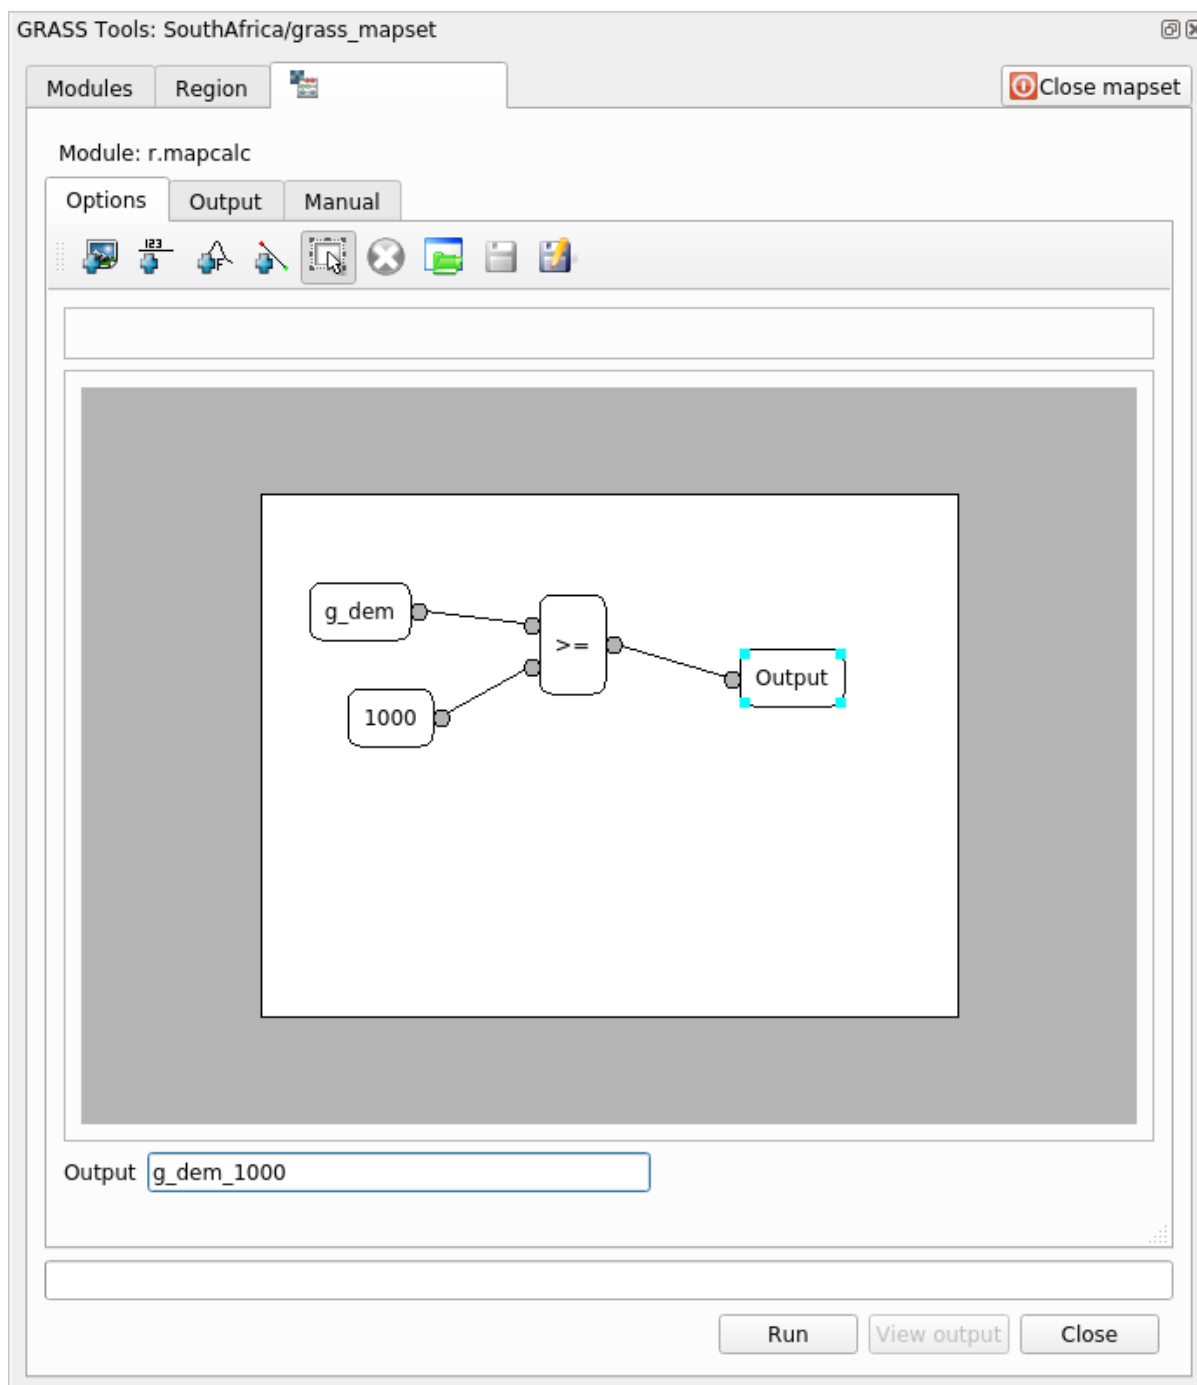 GRASS Tools: SouthAfrica/grass_mapset
Modules Region Close mapset
Module: r.mapcalc
Options Output Manual
123 F
g_dem
>=
Output
1000
Output g_dem_1000
Run View output Close